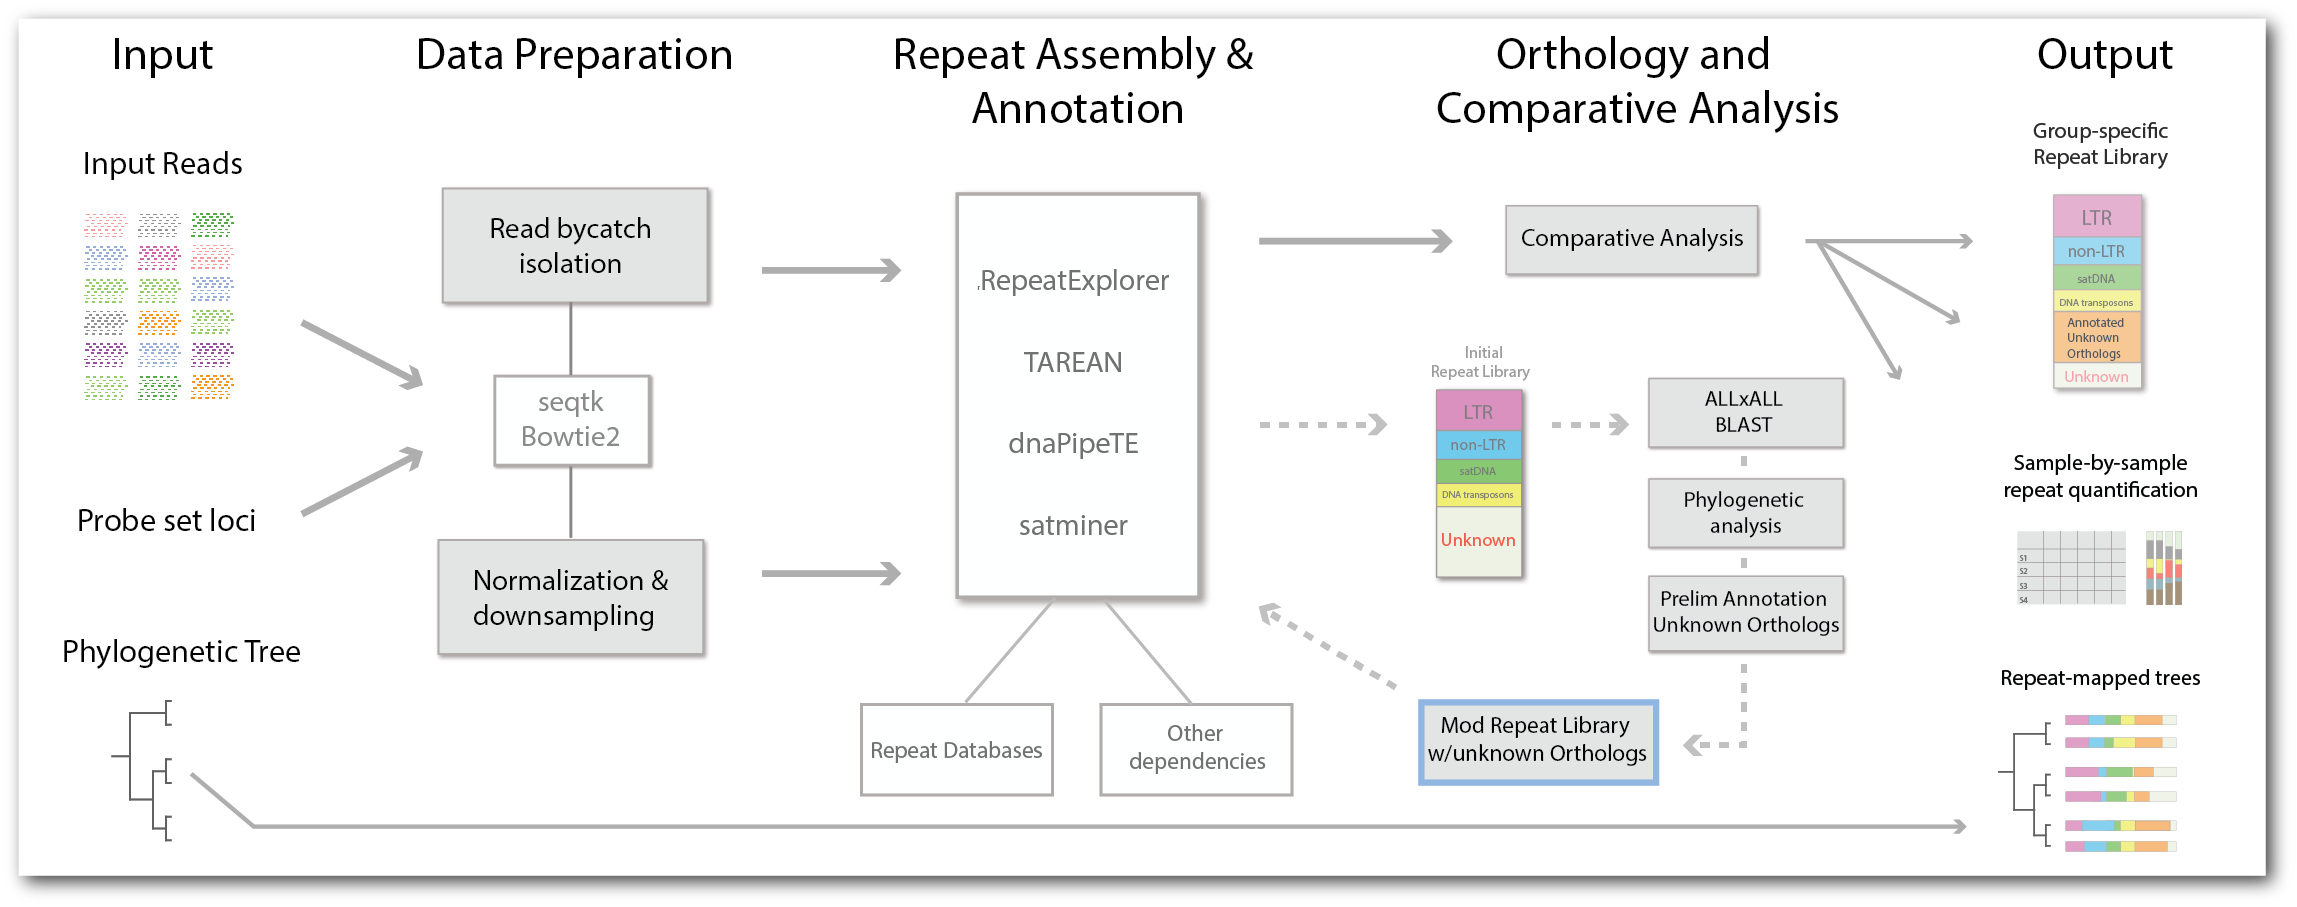 Input
Data Preparation
Repeat Assembly &
Annotation
Orthology and
Comparative Analysis
Output
Input Reads
Probe set loci
Phylogenetic Tree
Read bycatch
isolation
seqtk
Bowtie2
Normalization &
downsampling
RepeatExplorer
TAREAN
dnaPipeTE
satminer
Repeat Databases
Other
dependencies
Comparative Analysis
Initial
Repeat Library
LTR
non-LTR
satDNA
DNA transposons
Unknown
ALLxALL
BLAST
Phylogenetic
analysis
Prelim Annotation
Unknown Orthologs
Mod Repeat Library
w/unknown Orthologs
Group-specific
Repeat Library
LTR
non-LTR
satDNA
DNA transposons
Annotated
Unknown
Orthologs
Unknown
Sample-by-sample
repeat quantification
S1
S2
S3
S4
Repeat-mapped trees